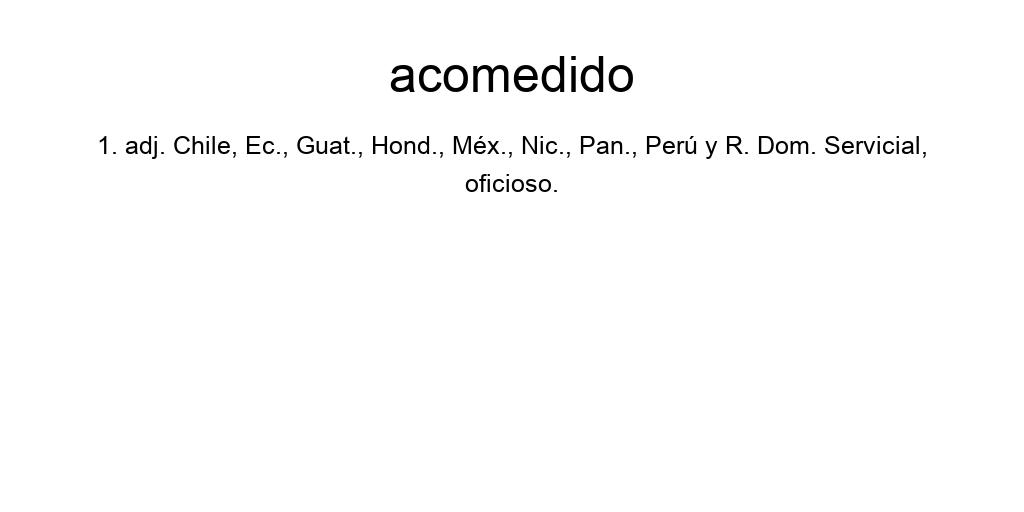 acomedido
1. adj. Chile, Ec., Guat., Hond., Méx., Nic., Pan., Perú y R. Dom. Servicial,
oficioso.